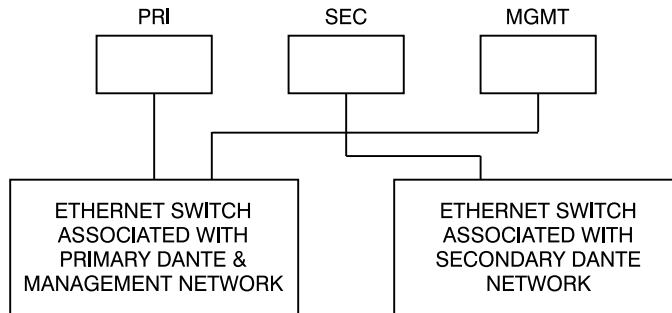 PRI
SEC
MGMT
ETHERNET SWITCH
ASSOCIATED WITH
PRIMARY DANTE &
MANAGEMENT NETWORK
ETHERNET SWITCH
ASSOCIATED WITH
SECONDARY DANTE
NETWORK